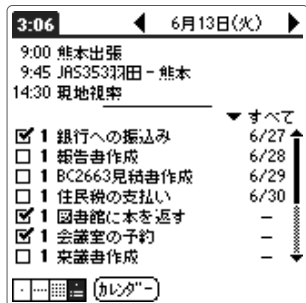 3:06 ◀ 6月13日(火) ▶
9:00 熊本出張
9:45 JAS353羽田 - 熊本
14:30 現地視察
▼ すべて
☑ 1 銀行への振込み 6/27
☐ 1 報告書作成 6/28
☐ 1 BC2663見積書作成 6/29
☐ 1 住民税の支払い 6/30
☑ 1 図書館に本を返す –
☑ 1 会議室の予約 –
☐ 1 稟議書作成 –
カレンダー